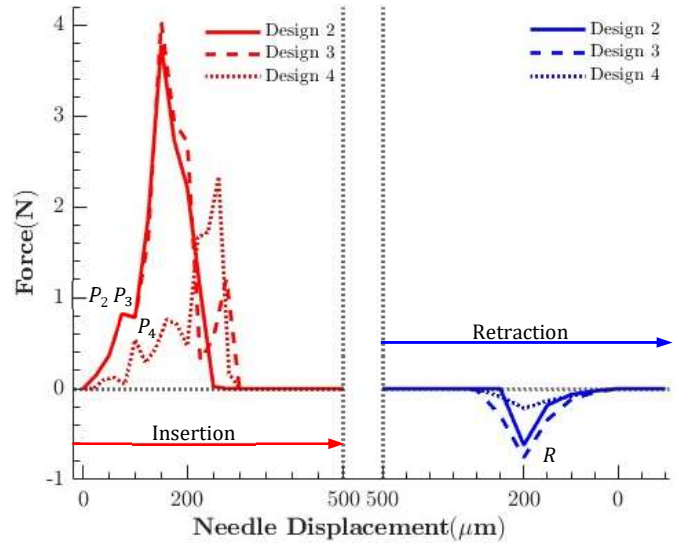 4
3
2
1
0
-1
Force(N)
Design 2
Design 3
Design 4
Design 2
Design 3
Design 4
P2 P3
P4
Retraction
Insertion
R
0 200 500 500 200 0
Needle Displacement(μm)